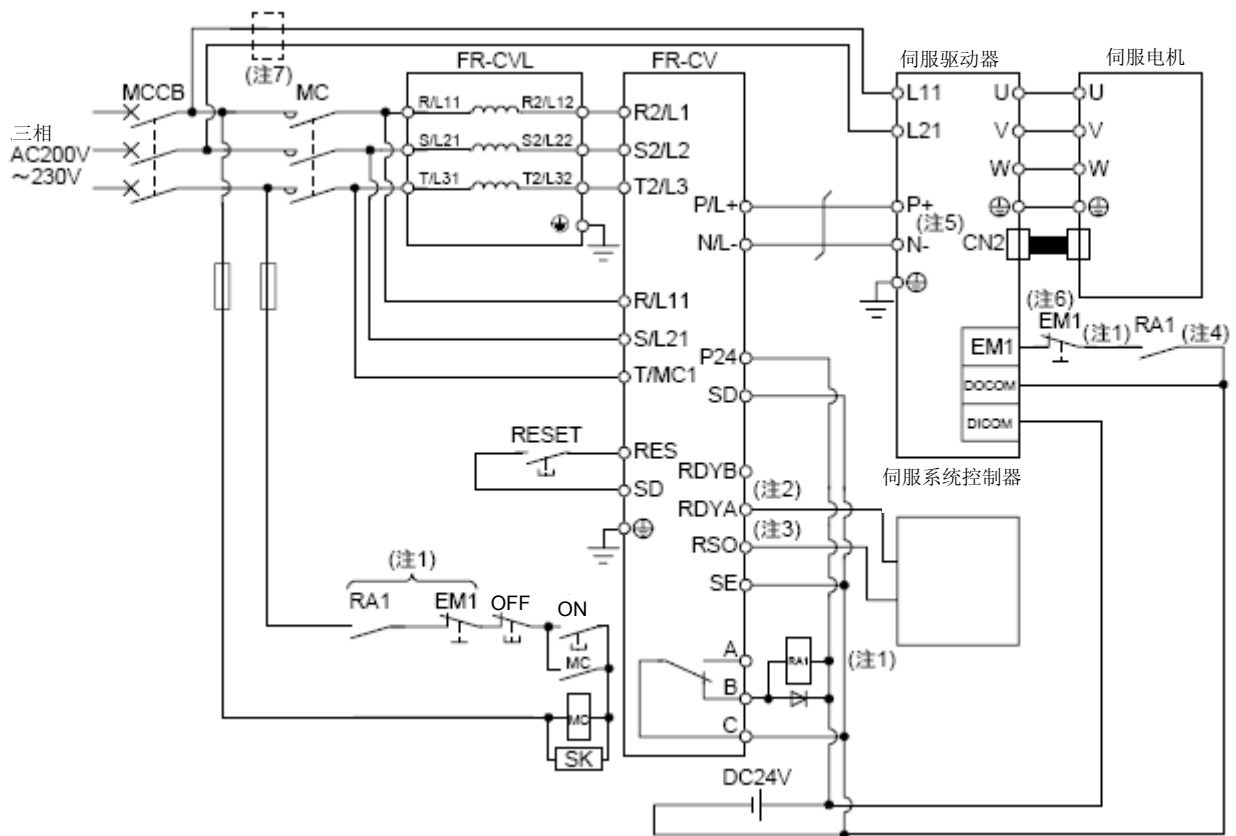 FR-CVL
FR-CV
伺服驱动器
伺服电机
(注7)
MCCB
MC
R/L11
R2/L12
R2/L1
L11
U
U
三相
AC200V
～230V
S/L21
S2/L22
S2/L2
L21
V
V
T/L31
T2/L32
T2/L3
W
W
P/L+
P+
(注5)
N/L-
N-
CN2
R/L11
(注6)
S/L21
EM1
(注1)
RA1
(注4)
P24
EM1
T/MC1
SD
DOCOM
DICOM
RESET
RES
RDYB
伺服系统控制器
SD
RDYA
(注2)
RSO
(注3)
(注1)
SE
RA1
EM1
OFF
ON
MC
A
RA1
(注1)
B
MC
C
SK
DC24V